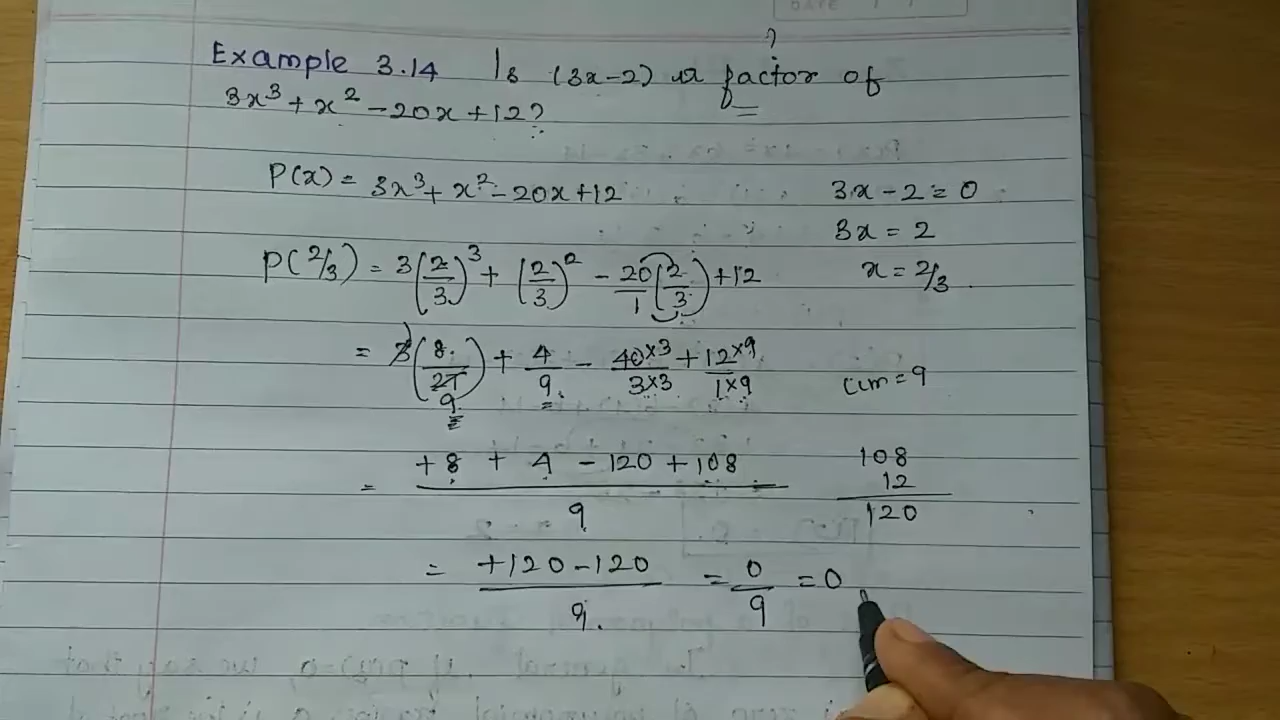 DATE
Example 3.14 Is (3x-2) a factor of
3x³ + x² - 20x + 12?
P(x) = 3x³ + x² - 20x + 12
3x - 2 = 0
3x = 2
x = 2/3
P(2/3) = 3(2/3)³ + (2/3)² - 20/1(2/3) + 12
= 3(8/27) + 4/9 - 40×3/3×3 + 12×9/1×9
9
Lcm = 9
= +8 + 4 - 120 + 108 / 9
108
12
120
= +120 - 120 / 9 = 0/9 = 0